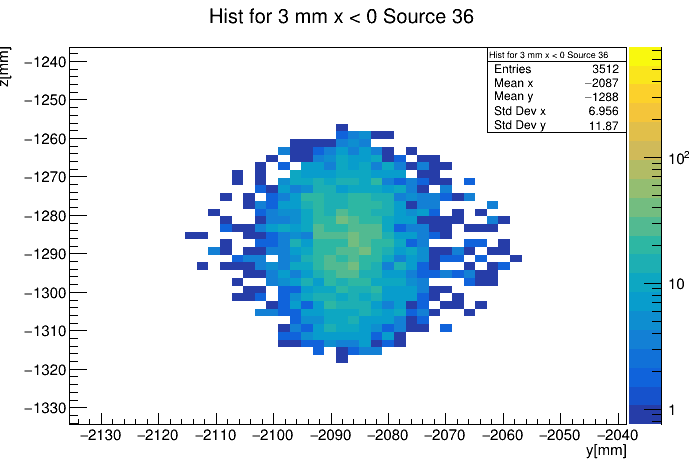 Hist for 3 mm x < 0 Source 36
z[mm]
Hist for 3 mm x < 0 Source 36
Entries 3512
Mean x −2087
Mean y −1288
Std Dev x 6.956
Std Dev y 11.87
−1240
−1250
−1260
−1270
−1280
−1290
−1300
−1310
−1320
−1330
10²
10
1
−2130 −2120 −2110 −2100 −2090 −2080 −2070 −2060 −2050 −2040
y[mm]